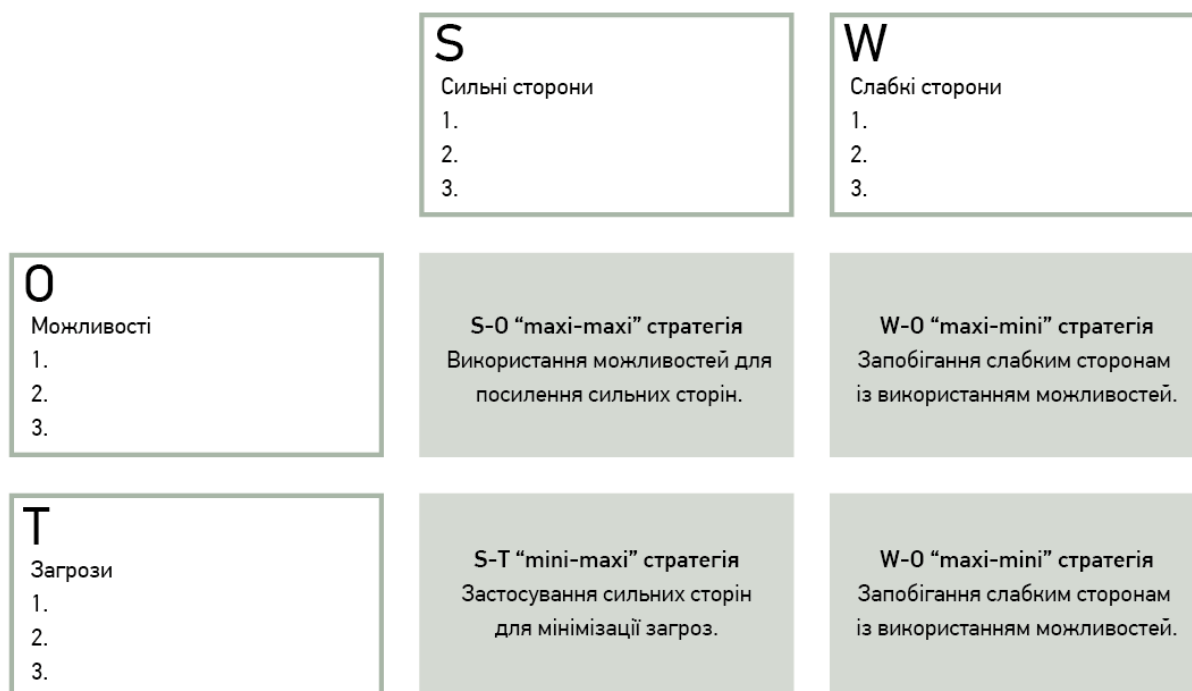 S
Сильні сторони
1.
2.
3.
W
Слабкі сторони
1.
2.
3.
O
Можливості
1.
2.
3.
S-O “maxi-maxi” стратегія
Використання можливостей для
посилення сильних сторін.
W-O “maxi-mini” стратегія
Запобігання слабким сторонам
із використанням можливостей.
T
Загрози
1.
2.
3.
S-T “mini-maxi” стратегія
Застосування сильних сторін
для мінімізації загроз.
W-O “maxi-mini” стратегія
Запобігання слабким сторонам
із використанням можливостей.